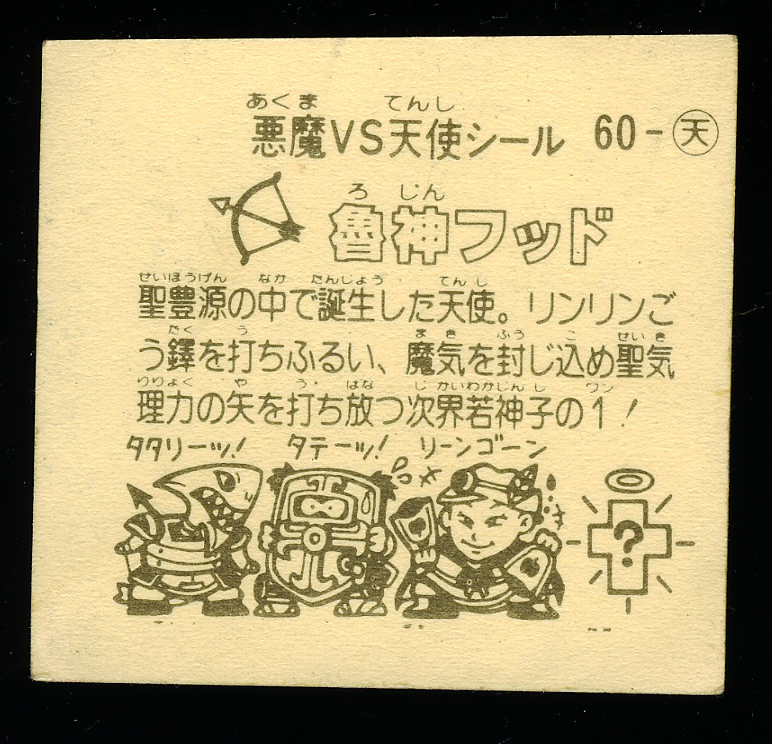 あくま てんし
悪魔VS天使シール 60-天
ろ じん
魯神フッド
せいほうげん なか たんじょう てんし
聖豊源の中で誕生した天使。リンリンご
たく う まき ふう こ せいき
う鐸を打ちふるい、魔気を封じ込め聖気
りりょく や う はな じかいわかじんし ワン
理力の矢を打ち放つ次界若神子の1!
タタリーッ! タテーッ! リーンゴーン
?